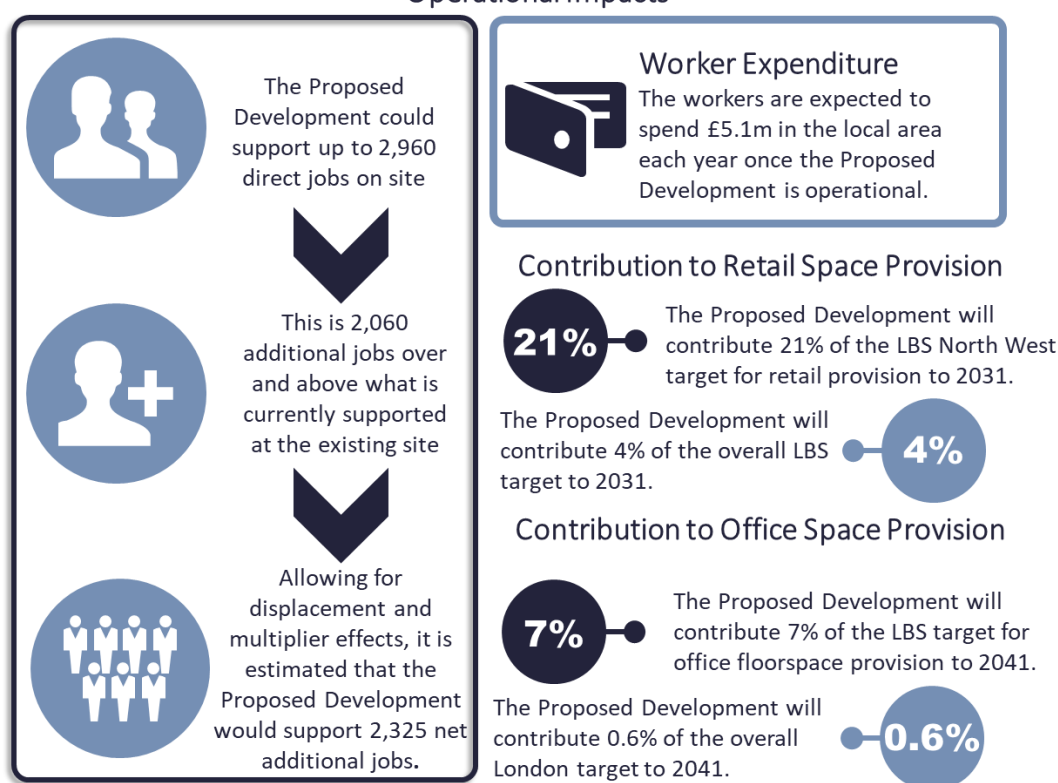 Operational Impacts
The Proposed
Development could
support up to 2,960
direct jobs on site
This is 2,060
additional jobs over
and above what is
currently supported
at the existing site
Allowing for
displacement and
multiplier effects, it is
estimated that the
Proposed Development
would support 2,325 net
additional jobs.
Worker Expenditure
The workers are expected to
spend £5.1m in the local area
each year once the Proposed
Development is operational.
Contribution to Retail Space Provision
21%
The Proposed Development will
contribute 21% of the LBS North West
target for retail provision to 2031.
The Proposed Development will
contribute 4% of the overall LBS
target to 2031.
4%
Contribution to Office Space Provision
7%
The Proposed Development will
contribute 7% of the LBS target for
office floorspace provision to 2041.
The Proposed Development will
contribute 0.6% of the overall
London target to 2041.
0.6%